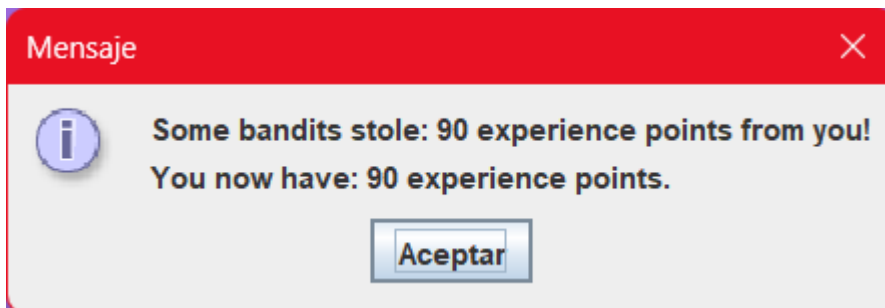 Mensaje
Some bandits stole: 90 experience points from you!
You now have: 90 experience points.
Aceptar